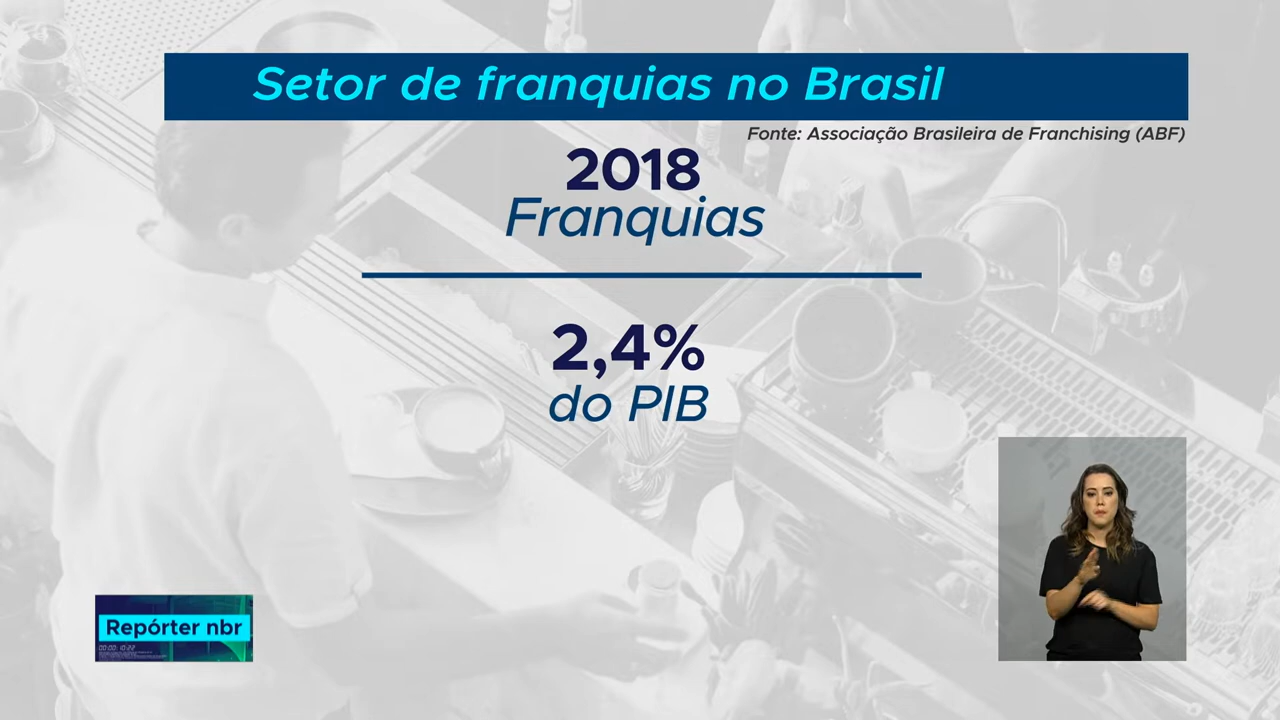 Setor de franquias no Brasil
Fonte: Associação Brasileira de Franchising (ABF)
2018
Franquias
2,4%
do PIB
Repórter nbr